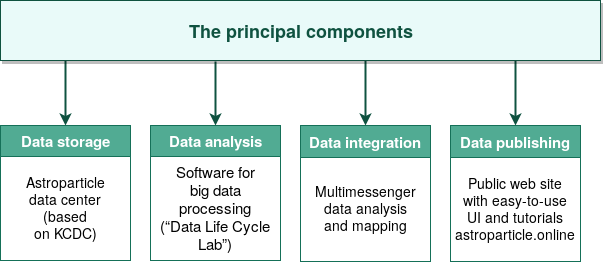 The principal components
Data storage
Astroparticle
data center
(based
on KCDC)
Data analysis
Software for
big data
processing
(“Data Life Cycle
Lab”)
Data integration
Multimessenger
data analysis
and mapping
Data publishing
Public web site
with easy-to-use
UI and tutorials
astroparticle.online